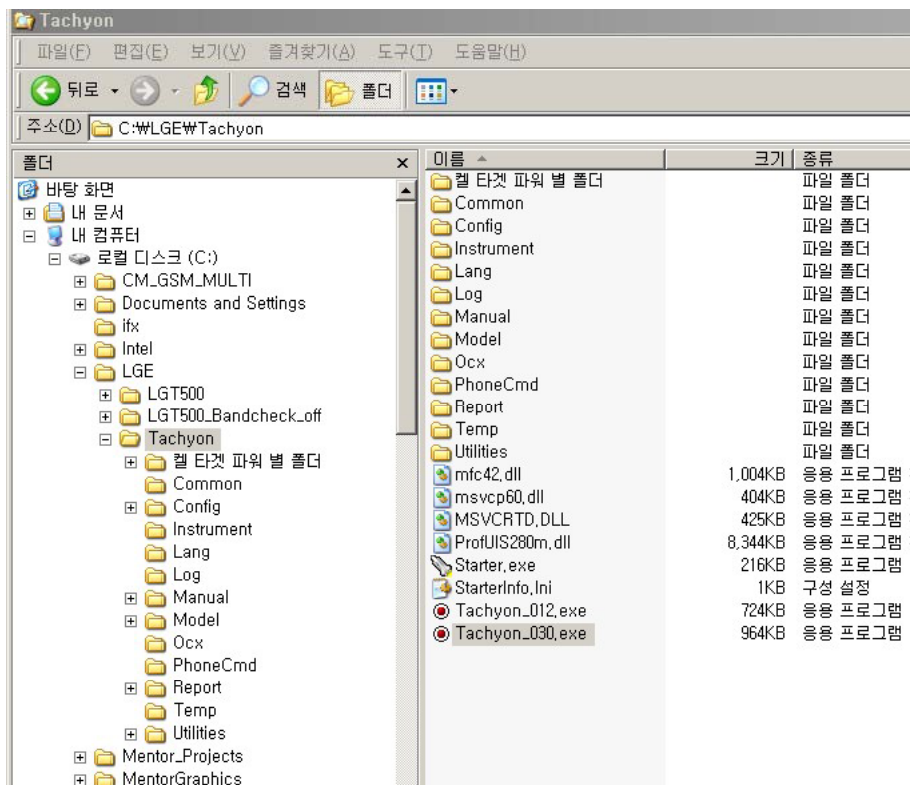 Tachyon
파일(F) 편집(E) 보기(V) 즐겨찾기(A) 도구(T) 도움말(H)
뒤로 검색 폴더
주소(D) C:₩LGE₩Tachyon
폴더
바탕 화면
내 문서
내 컴퓨터
로컬 디스크 (C:)
CM_GSM_MULTI
Documents and Settings
ifx
Intel
LGE
LGT500
LGT500_Bandcheck_off
Tachyon
켈 타겟 파워 별 폴더
Common
Config
Instrument
Lang
Log
Manual
Model
Ocx
PhoneCmd
Report
Temp
Utilities
Mentor_Projects
MentorGraphics
이름 크기 종류
켈 타겟 파워 별 폴더 파일 폴더
Common 파일 폴더
Config 파일 폴더
Instrument 파일 폴더
Lang 파일 폴더
Log 파일 폴더
Manual 파일 폴더
Model 파일 폴더
Ocx 파일 폴더
PhoneCmd 파일 폴더
Report 파일 폴더
Temp 파일 폴더
Utilities 파일 폴더
mfc42.dll 1,004KB 응용 프로그램
msvcp60.dll 404KB 응용 프로그램
MSVCRTD.DLL 425KB 응용 프로그램
ProfUIS280m.dll 8,344KB 응용 프로그램
Starter.exe 216KB 응용 프로그램
StarterInfo.Ini 1KB 구성 설정
Tachyon_012.exe 724KB 응용 프로그램
Tachyon_030.exe 964KB 응용 프로그램